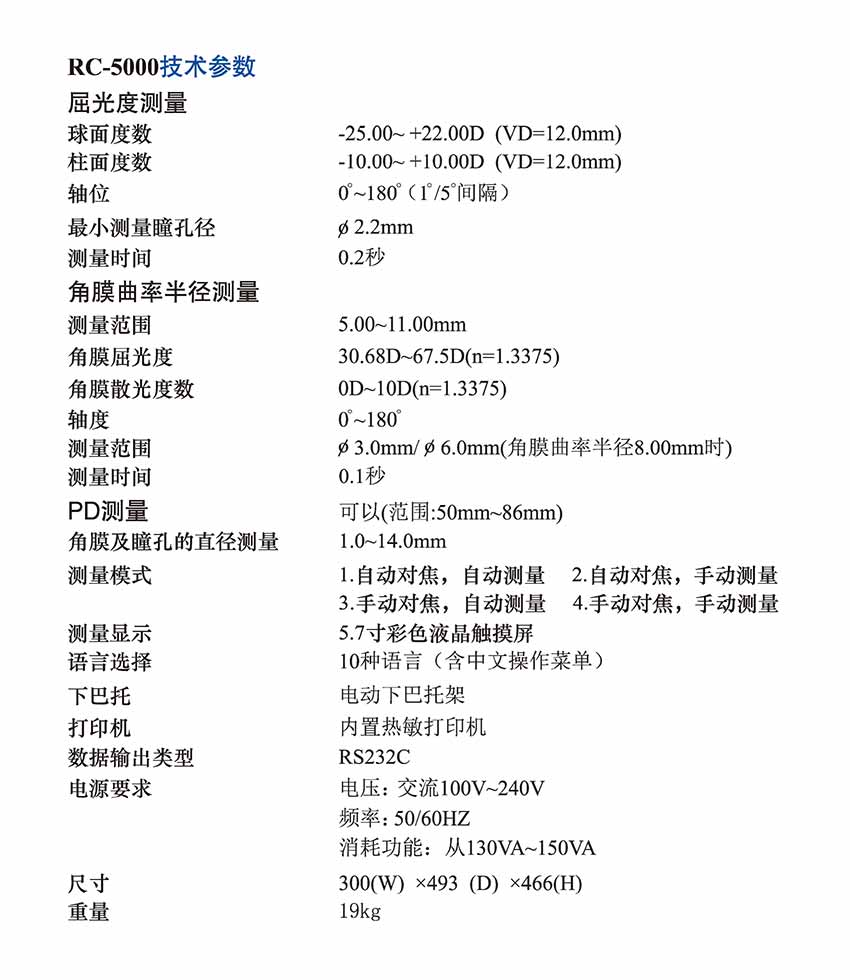 RC-5000技术参数
屈光度测量
球面度数 -25.00~ +22.00D (VD=12.0mm)
柱面度数 -10.00~ +10.00D (VD=12.0mm)
轴位 0°~180°（1°/5°间隔）
最小测量瞳孔径 ϕ 2.2mm
测量时间 0.2秒
角膜曲率半径测量
测量范围 5.00~11.00mm
角膜屈光度 30.68D~67.5D(n=1.3375)
角膜散光度数 0D~10D(n=1.3375)
轴度 0°~180°
测量范围 ϕ 3.0mm/ ϕ 6.0mm(角膜曲率半径8.00mm时)
测量时间 0.1秒
PD测量 可以(范围:50mm~86mm)
角膜及瞳孔的直径测量 1.0~14.0mm
测量模式 1.自动对焦，自动测量 2.自动对焦，手动测量
3.手动对焦，自动测量 4.手动对焦，手动测量
测量显示 5.7寸彩色液晶触摸屏
语言选择 10种语言（含中文操作菜单）
下巴托 电动下巴托架
打印机 内置热敏打印机
数据输出类型 RS232C
电源要求 电压：交流100V~240V
频率：50/60HZ
消耗功能：从130VA~150VA
尺寸 300(W) ×493 (D) ×466(H)
重量 19kg